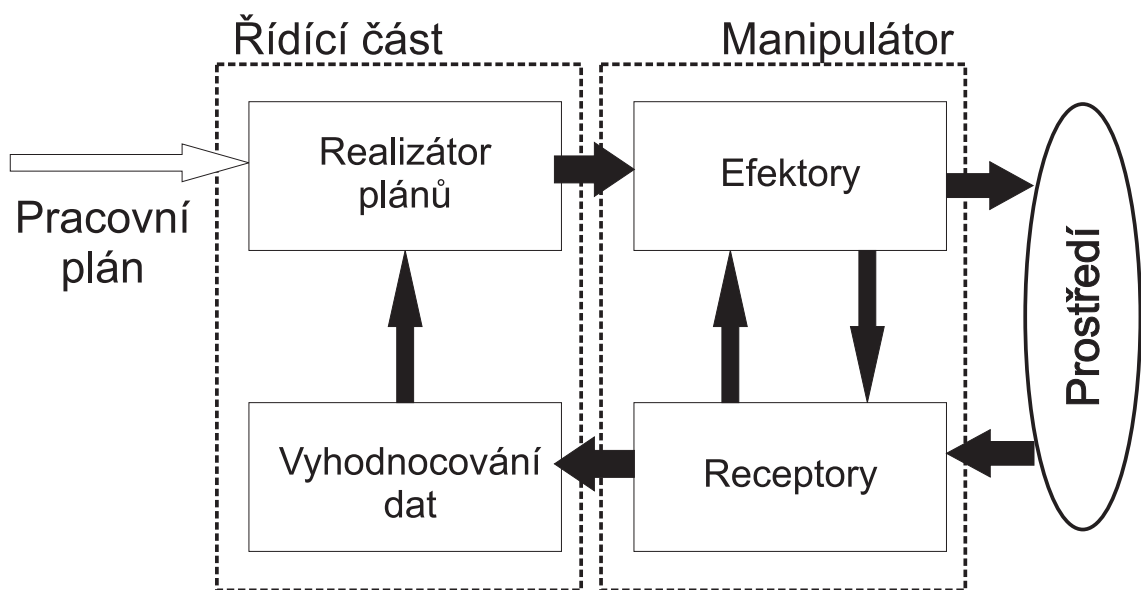 Řídící část
Manipulátor
Realizátor
plánů
Efektory
Pracovní
plán
Prostředí
Vyhodnocování
dat
Receptory